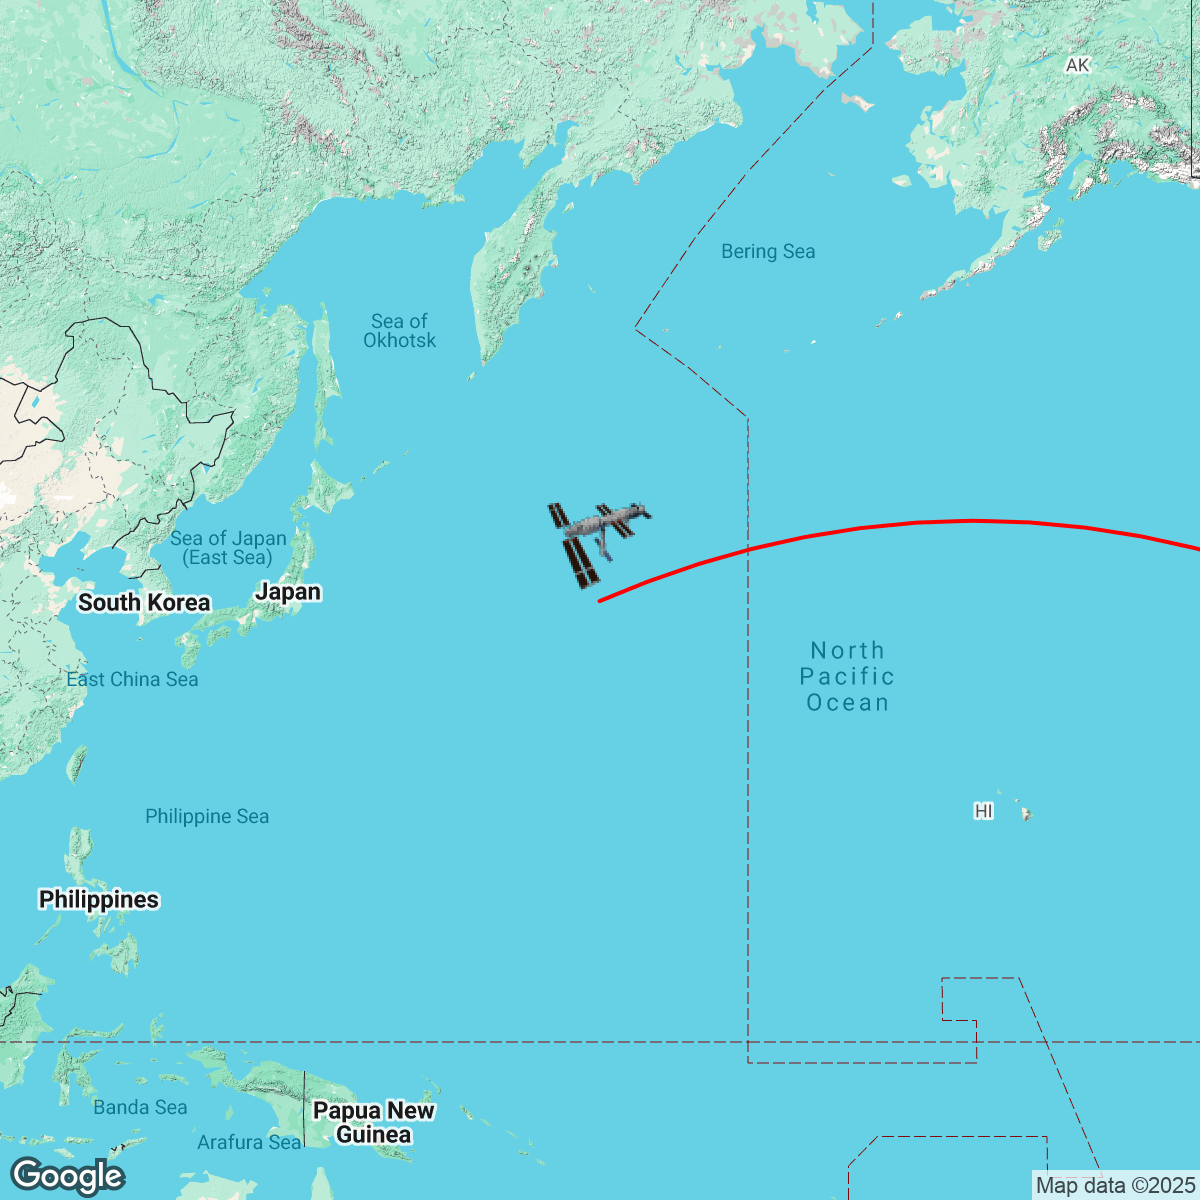 AK
Bering Sea
Sea of
Okhotsk
Sea of Japan
(East Sea)
Japan
South Korea
East China Sea
North
Pacific
Ocean
HI
Philippine Sea
Philippines
Banda Sea
Papua New
Guinea
Arafura Sea
Google
Map data ©2025